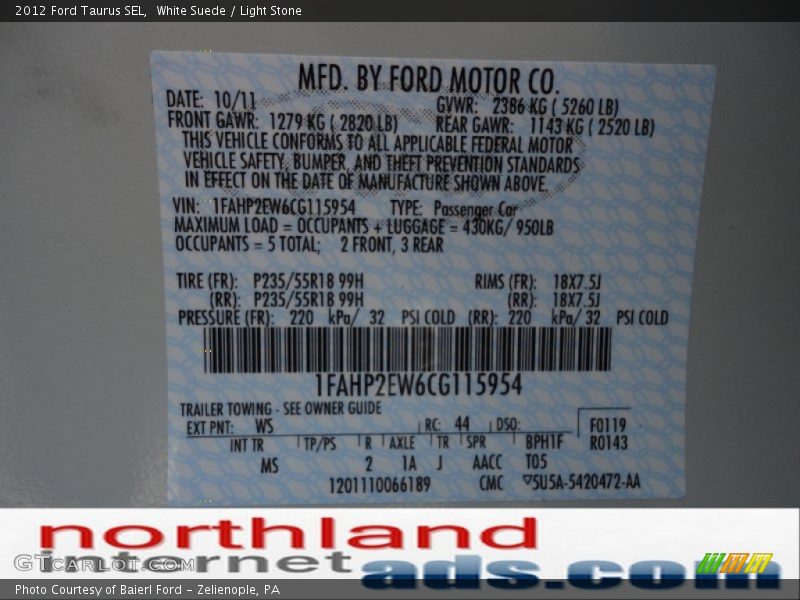 2012 Ford Taurus SEL,  White Suede / Light Stone
MFD. BY FORD MOTOR CO.
DATE: 10/11 GVWR: 2386 KG ( 5260 LB)
FRONT GAWR: 1279 KG ( 2820 LB) REAR GAWR: 1143 KG ( 2520 LB)
THIS VEHICLE CONFORMS TO ALL APPLICABLE FEDERAL MOTOR
VEHICLE SAFETY, BUMPER, AND THEFT PREVENTION STANDARDS
IN EFFECT ON THE DATE OF MANUFACTURE SHOWN ABOVE.
VIN: 1FAHP2EW6CG115954 TYPE: Passenger Car
MAXIMUM LOAD = OCCUPANTS + LUGGAGE = 430KG/ 950LB
OCCUPANTS = 5 TOTAL; 2 FRONT, 3 REAR
TIRE (FR): P235/55R18 99H RIMS (FR): 18X7.5J
(RR): P235/55R18 99H (RR): 18X7.5J
PRESSURE (FR): 220 kPa/ 32 PSI COLD (RR): 220 kPa/ 32 PSI COLD
1FAHP2EW6CG115954
TRAILER TOWING - SEE OWNER GUIDE
EXT PNT: WS RC: 44 DSO: F0119
INT TR TP/PS R AXLE TR SPR BPH1F R0143
MS 2 1A J AACC T05
1201110066189 CMC ▽5U5A-5420472-AA
northland
internet ads.com
GTCarLot.com
Photo Courtesy of Baierl Ford - Zelienople, PA